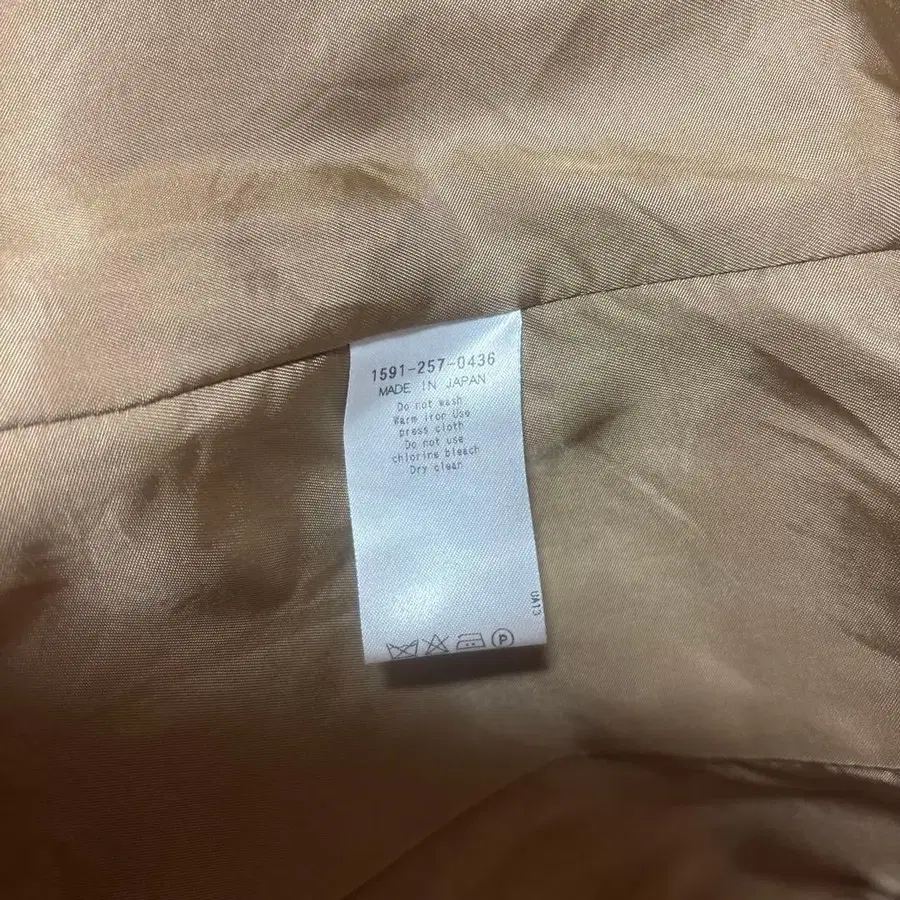 1591-257-0436
MADE IN JAPAN
Do not wash
Warm iron Use
press cloth
Do not use
chlorine bleach
Dry clean
UA13
P